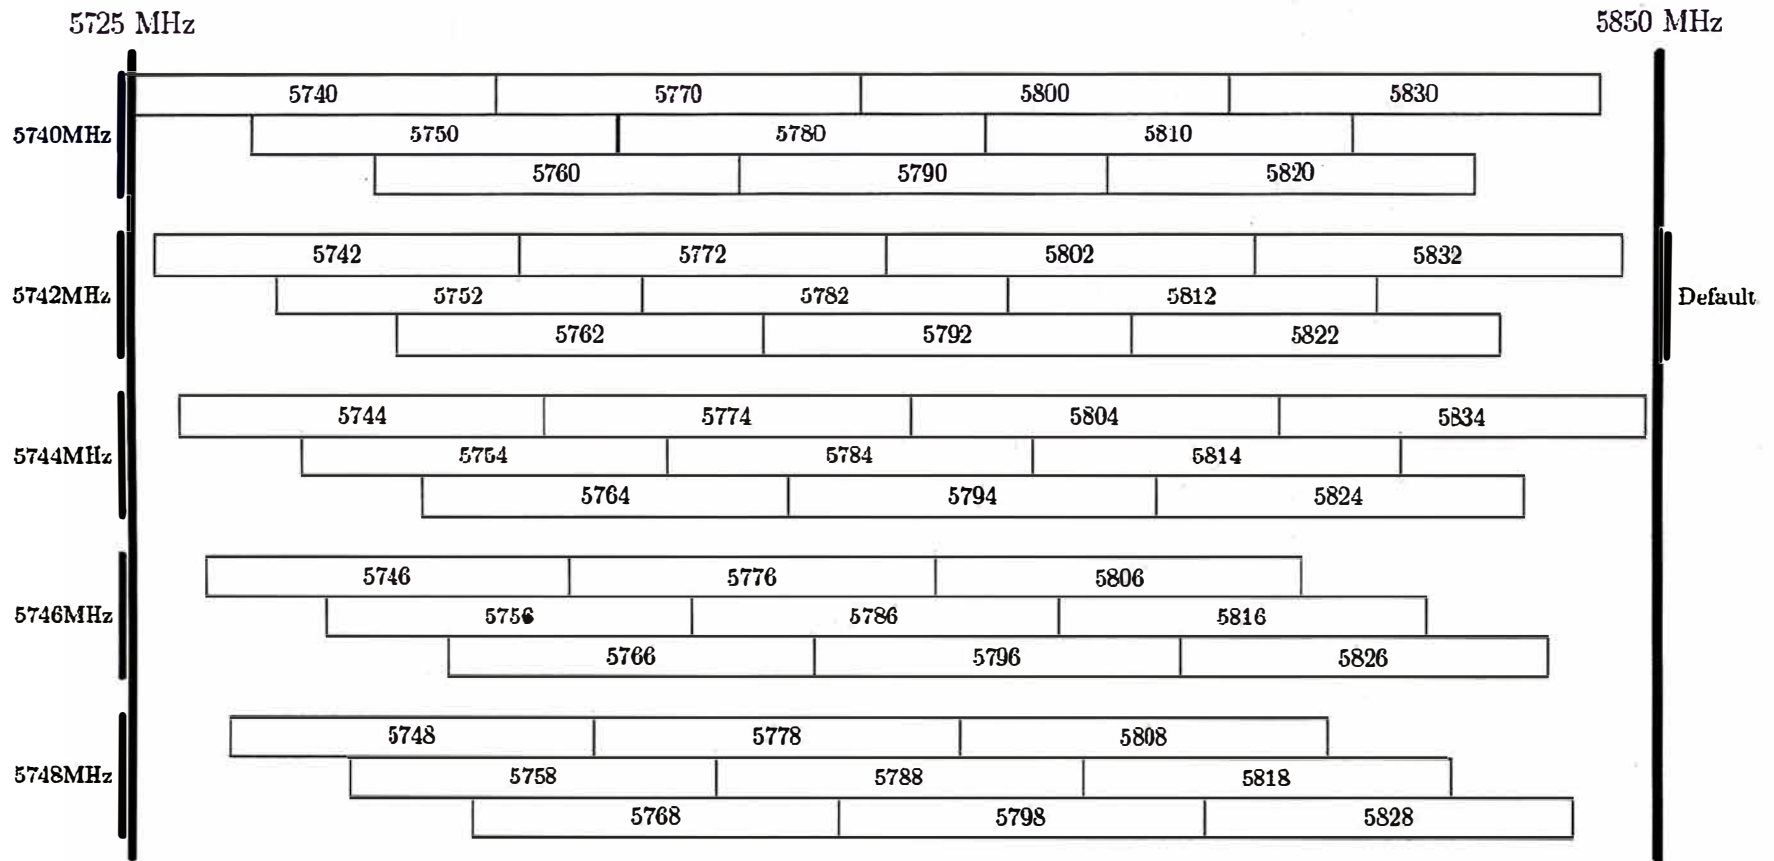 5725 MHz 5850 MHz
5740 5770 5800 5830
5740MHz 5750 5780 5810
5760 5790 5820
5742 5772 5802 5832
5742MHz 5752 5782 5812 Default
5762 5792 5822
5744 5774 5804 5834
5744MHz 5754 5784 5814
5764 5794 5824
5746 5776 5806
5746MHz 5756 5786 5816
5766 5796 5826
5748 5778 5808
5748MHz 5758 5788 5818
5768 5798 5828